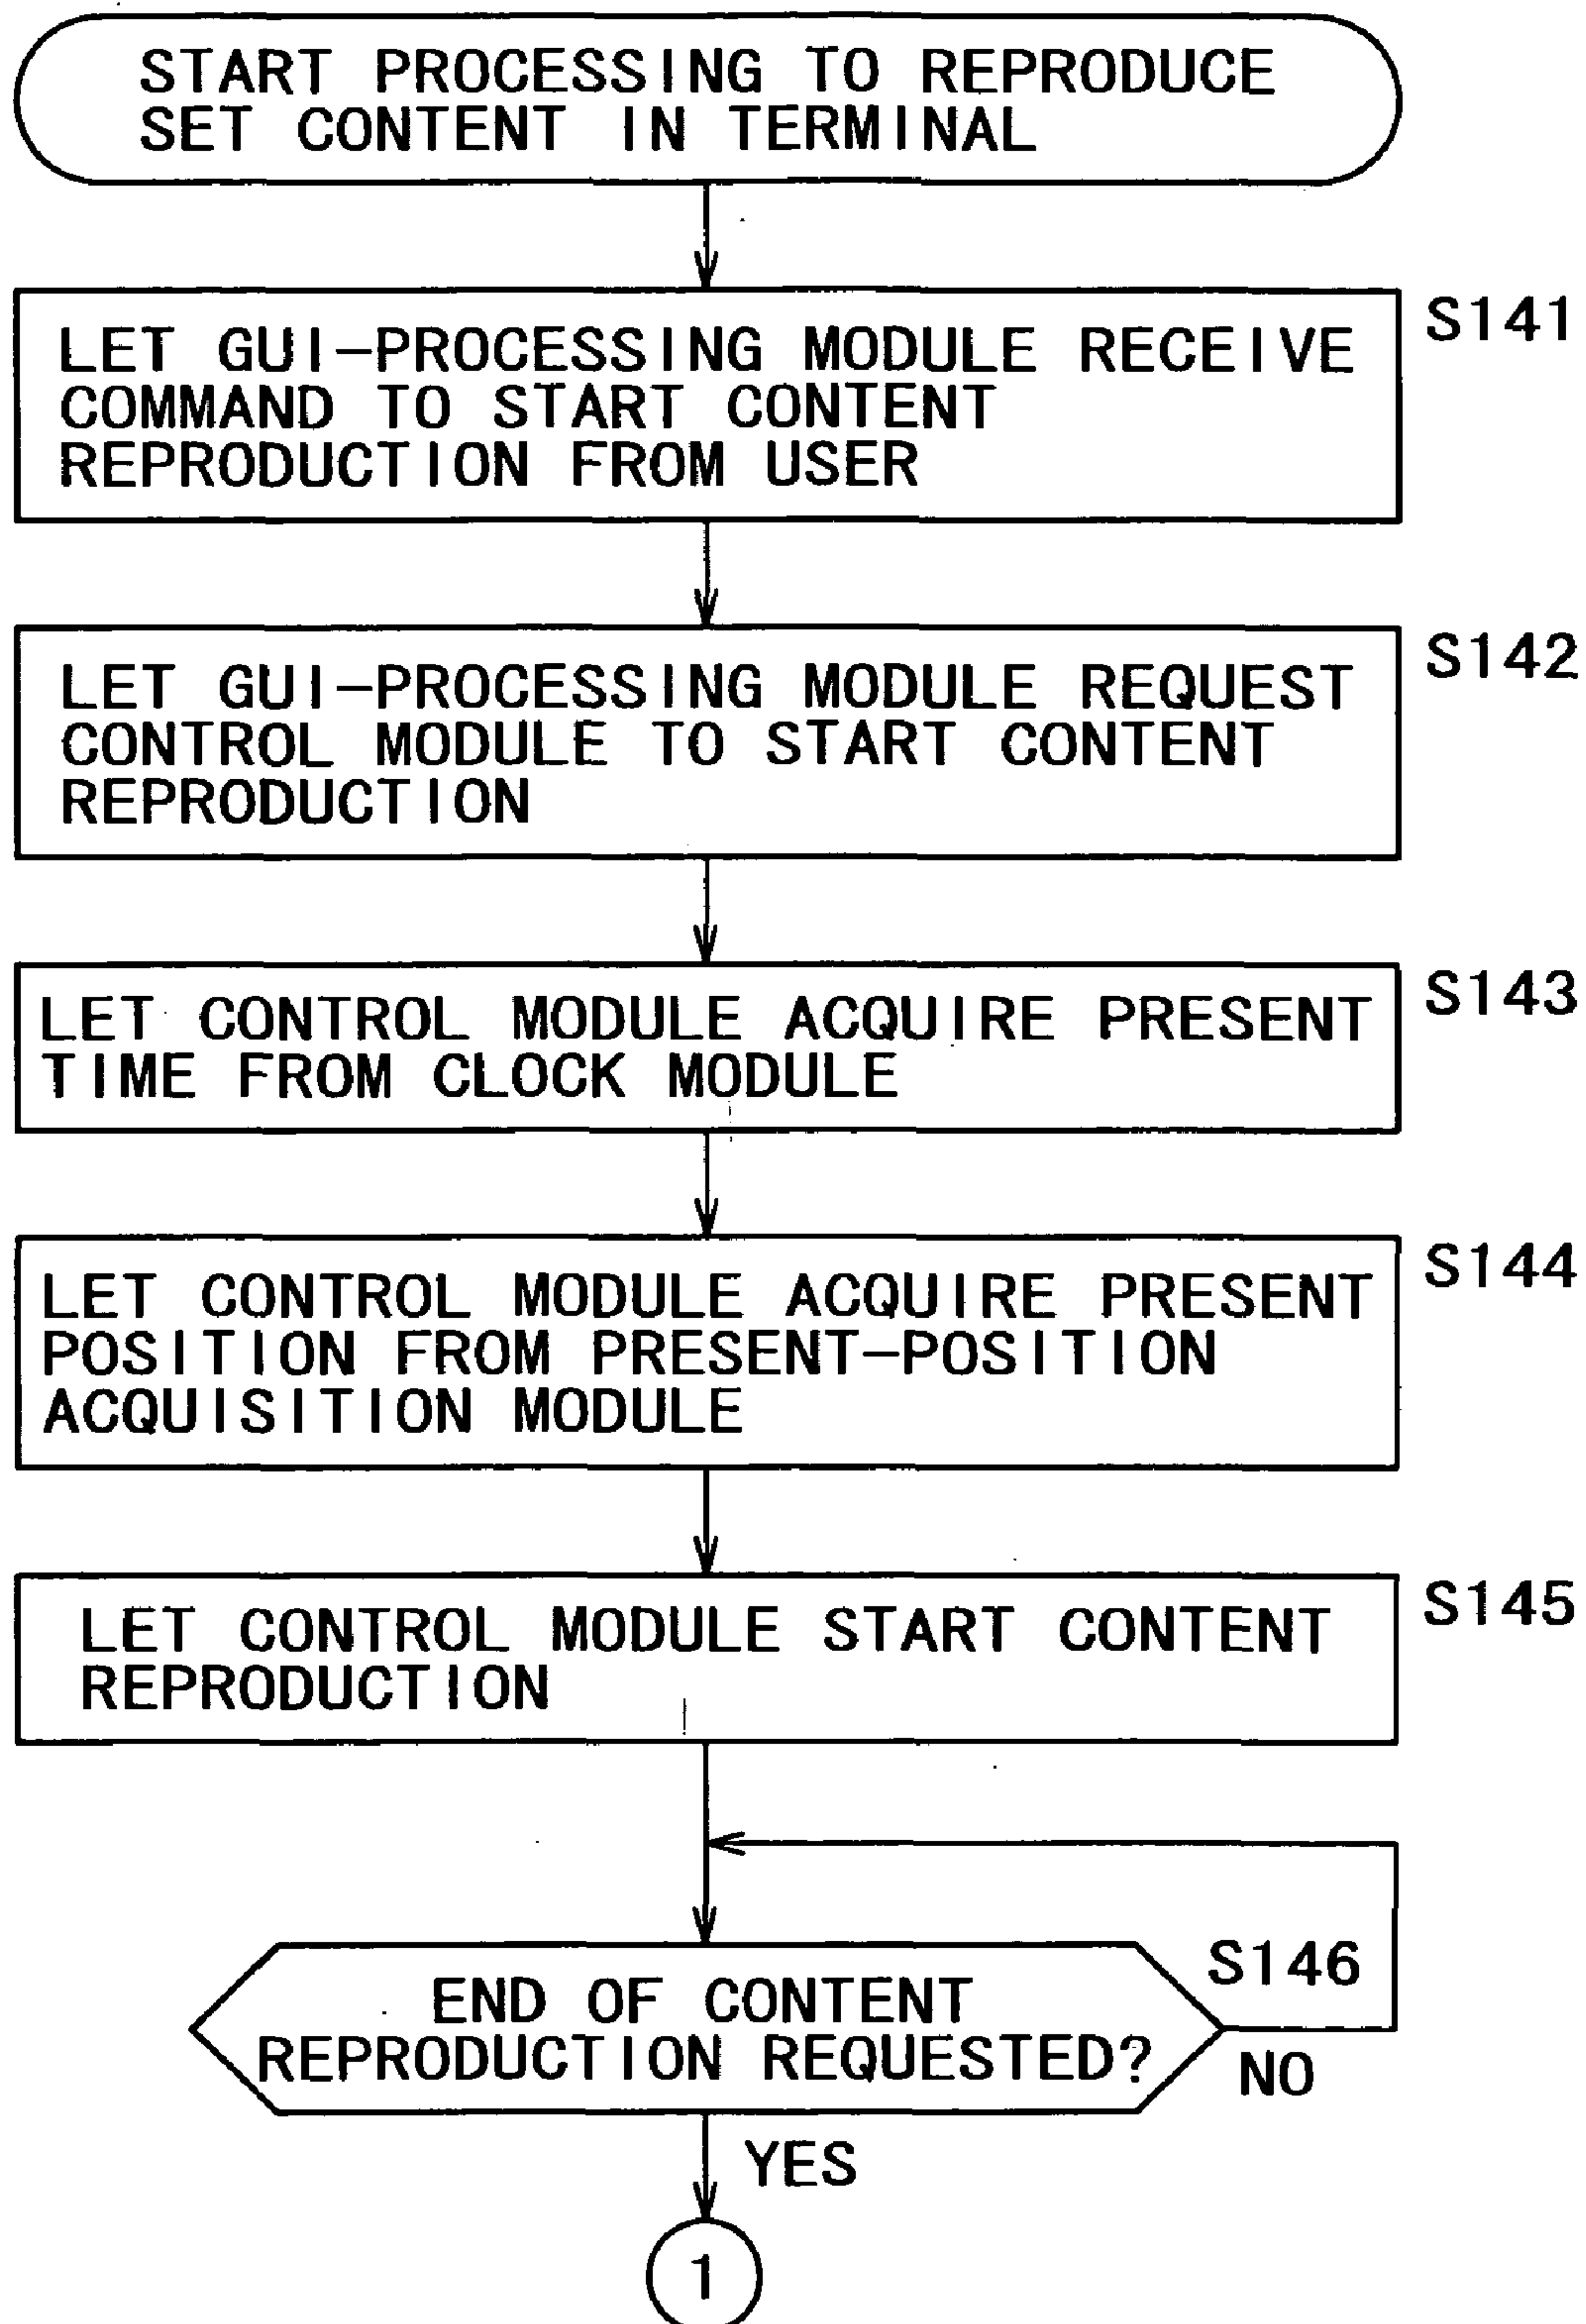 START PROCESSING TO REPRODUCE
SET CONTENT IN TERMINAL
S141
LET GUI-PROCESSING MODULE RECEIVE
COMMAND TO START CONTENT
REPRODUCTION FROM USER
S142
LET GUI-PROCESSING MODULE REQUEST
CONTROL MODULE TO START CONTENT
REPRODUCTION
S143
LET CONTROL MODULE ACQUIRE PRESENT
TIME FROM CLOCK MODULE
S144
LET CONTROL MODULE ACQUIRE PRESENT
POSITION FROM PRESENT-POSITION
ACQUISITION MODULE
S145
LET CONTROL MODULE START CONTENT
REPRODUCTION
S146
END OF CONTENT
REPRODUCTION REQUESTED?
NO
YES
1